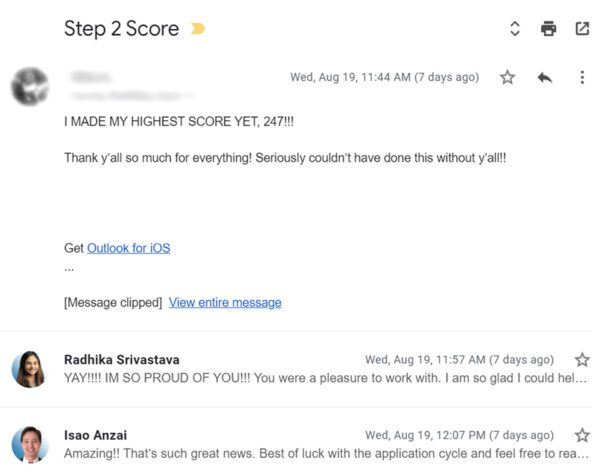 Step 2 Score
Wed, Aug 19, 11:44 AM (7 days ago)
I MADE MY HIGHEST SCORE YET, 247!!!
Thank y'all so much for everything! Seriously couldn't have done this without y'all!!
Get Outlook for iOS
...
[Message clipped] View entire message
Radhika Srivastava
Wed, Aug 19, 11:57 AM (7 days ago)
YAY!!!! IM SO PROUD OF YOU!!! You were a pleasure to work with. I am so glad I could hel...
Isao Anzai
Wed, Aug 19, 12:07 PM (7 days ago)
Amazing!! That's such great news. Best of luck with the application cycle and feel free to rea...